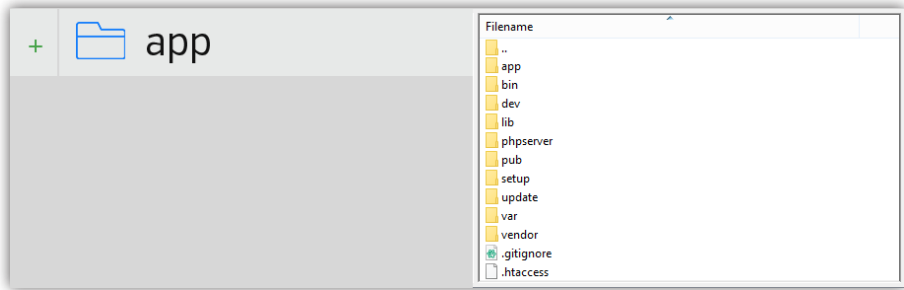 + app
Filename
..
app
bin
dev
lib
phpserver
pub
setup
update
var
vendor
.gitignore
.htaccess